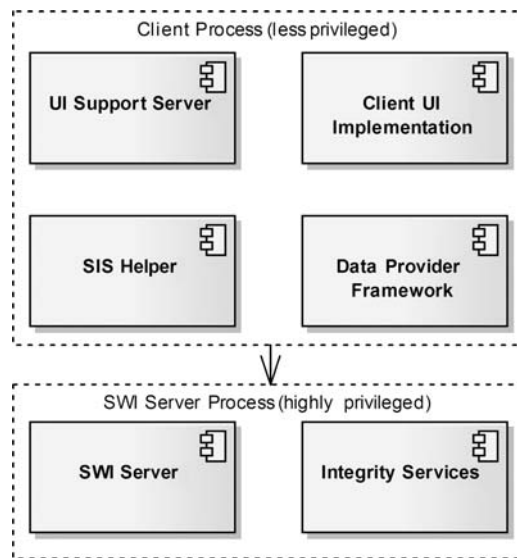 Client Process (less privileged)
UI Support Server
Client UI
Implementation
SIS Helper
Data Provider
Framework
SWI Server Process (highly privileged)
SWI Server
Integrity Services